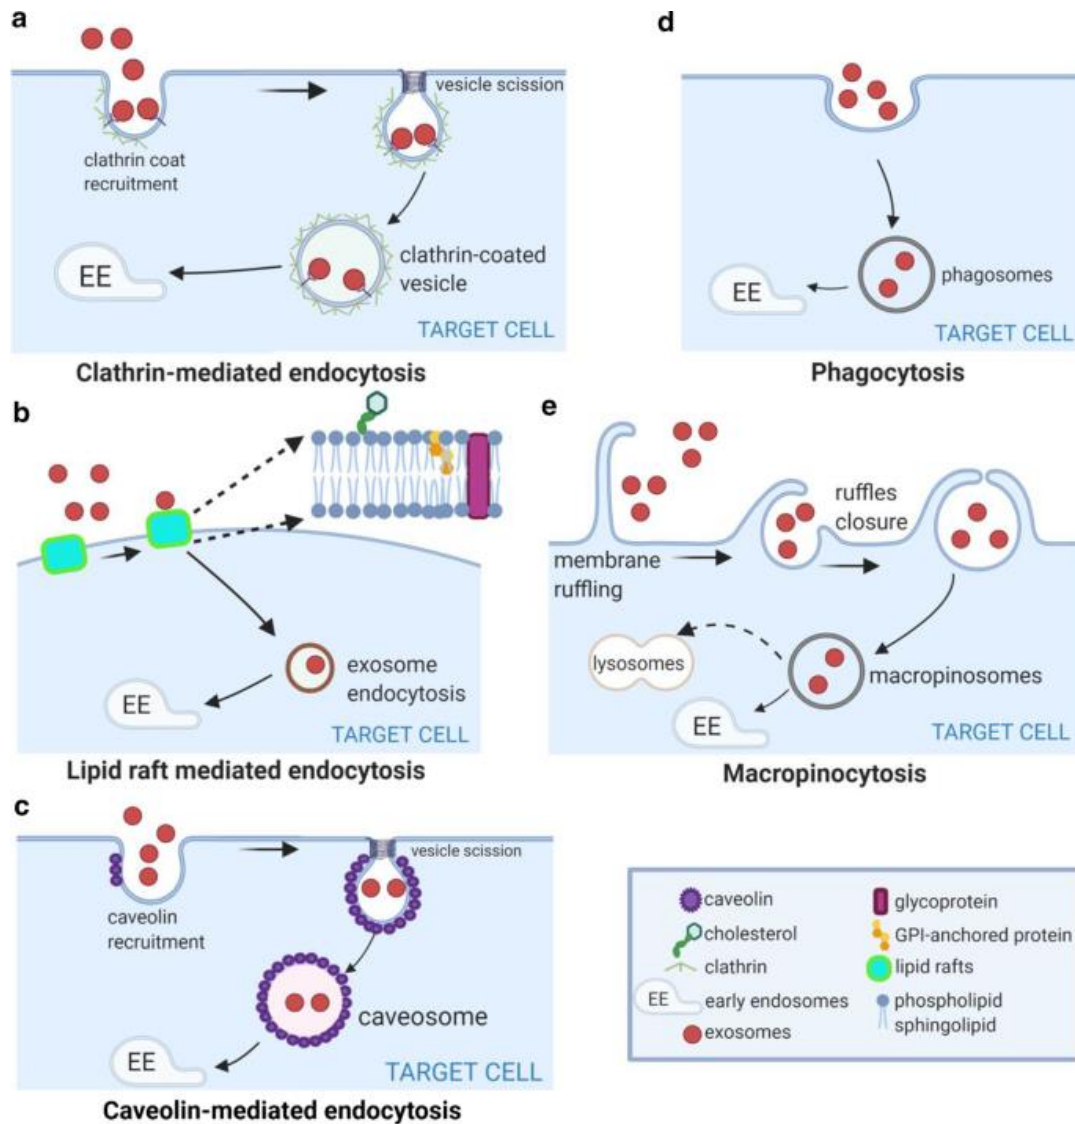 a
vesicle scission
clathrin coat
recruitment
clathrin-coated
vesicle
EE
TARGET CELL
Clathrin-mediated endocytosis
b
exosome
endocytosis
EE
TARGET CELL
Lipid raft mediated endocytosis
c
vesicle scission
caveolin
recruitment
caveosome
EE
TARGET CELL
Caveolin-mediated endocytosis
d
phagosomes
EE
TARGET CELL
Phagocytosis
e
ruffles
closure
membrane
ruffling
lysosomes
macropinosomes
EE
TARGET CELL
Macropinocytosis
caveolin
cholesterol
clathrin
EE
early endosomes
exosomes
glycoprotein
GPI-anchored protein
lipid rafts
phospholipid
sphingolipid